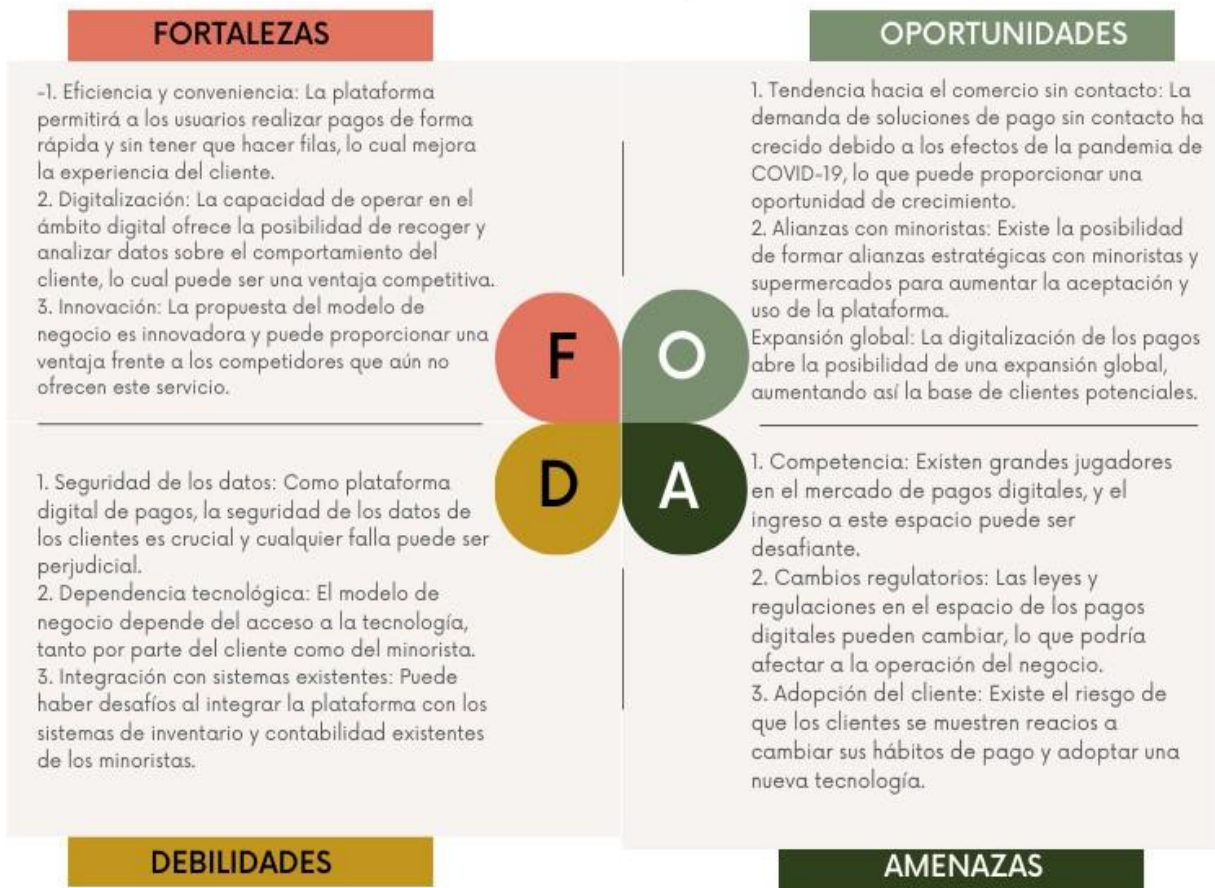 FORTALEZAS
-1. Eficiencia y conveniencia: La plataforma
permitirá a los usuarios realizar pagos de forma
rápida y sin tener que hacer filas, lo cual mejora
la experiencia del cliente.
2. Digitalización: La capacidad de operar en el
ámbito digital ofrece la posibilidad de recoger y
analizar datos sobre el comportamiento del
cliente, lo cual puede ser una ventaja competitiva.
3. Innovación: La propuesta del modelo de
negocio es innovadora y puede proporcionar una
ventaja frente a los competidores que aún no
ofrecen este servicio.
OPORTUNIDADES
1. Tendencia hacia el comercio sin contacto: La
demanda de soluciones de pago sin contacto ha
crecido debido a los efectos de la pandemia de
COVID-19, lo que puede proporcionar una
oportunidad de crecimiento.
2. Alianzas con minoristas: Existe la posibilidad
de formar alianzas estratégicas con minoristas y
supermercados para aumentar la aceptación y
uso de la plataforma.
Expansión global: La digitalización de los pagos
abre la posibilidad de una expansión global,
aumentando así la base de clientes potenciales.
F
O
D
A
1. Seguridad de los datos: Como plataforma
digital de pagos, la seguridad de los datos de
los clientes es crucial y cualquier falla puede ser
perjudicial.
2. Dependencia tecnológica: El modelo de
negocio depende del acceso a la tecnología,
tanto por parte del cliente como del minorista.
3. Integración con sistemas existentes: Puede
haber desafíos al integrar la plataforma con los
sistemas de inventario y contabilidad existentes
de los minoristas.
DEBILIDADES
1. Competencia: Existen grandes jugadores
en el mercado de pagos digitales, y el
ingreso a este espacio puede ser
desafiante.
2. Cambios regulatorios: Las leyes y
regulaciones en el espacio de los pagos
digitales pueden cambiar, lo que podría
afectar a la operación del negocio.
3. Adopción del cliente: Existe el riesgo de
que los clientes se muestren reacios a
cambiar sus hábitos de pago y adoptar una
nueva tecnología.
AMENAZAS